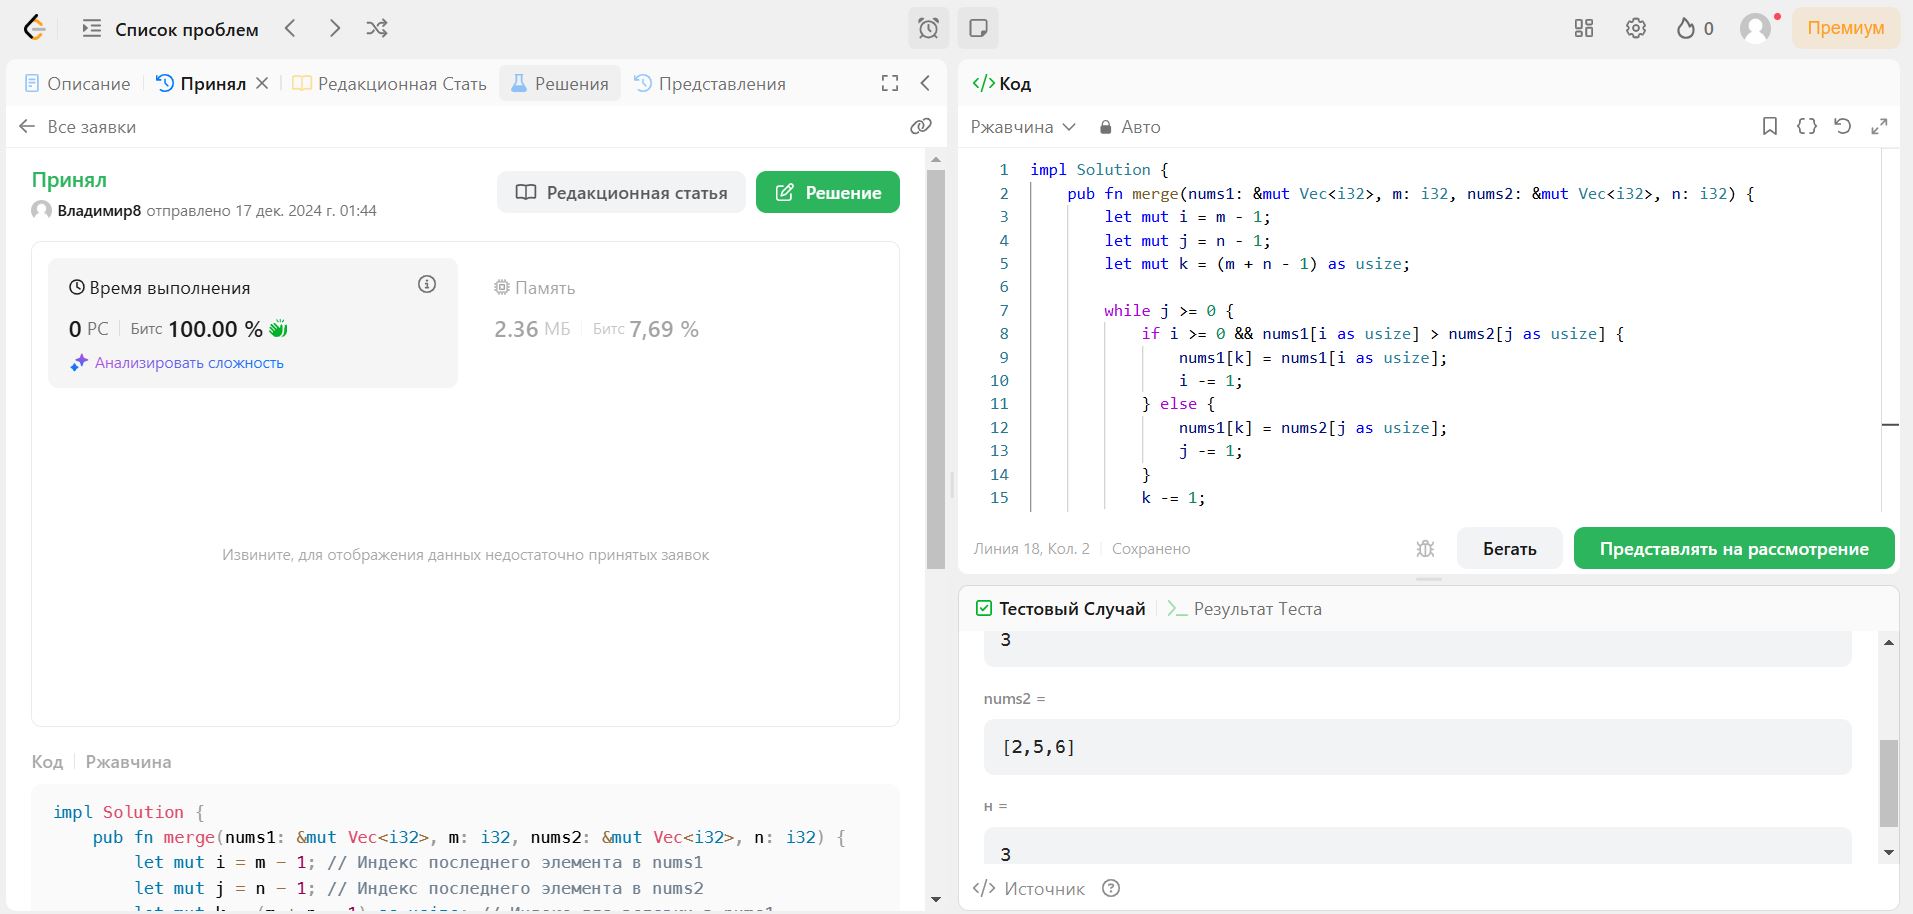 Список проблем
0
Премиум
Описание
Принял
Редакционная Стать
Решения
Представления
Все заявки
Принял
Владимир8 отправлено 17 дек. 2024 г. 01:44
Редакционная статья
Решение
Время выполнения
0 РС
Битс 100.00 %
Анализировать сложность
Память
2.36 МБ
Битс 7,69 %
Извините, для отображения данных недостаточно принятых заявок
Код
Ржавчина
impl Solution {
pub fn merge(nums1: &mut Vec<i32>, m: i32, nums2: &mut Vec<i32>, n: i32) {
let mut i = m - 1; // Индекс последнего элемента в nums1
let mut j = n - 1; // Индекс последнего элемента в nums2
</> Код
Ржавчина
Авто
1 impl Solution {
2 pub fn merge(nums1: &mut Vec<i32>, m: i32, nums2: &mut Vec<i32>, n: i32) {
3 let mut i = m - 1;
4 let mut j = n - 1;
5 let mut k = (m + n - 1) as usize;
6
7 while j >= 0 {
8 if i >= 0 && nums1[i as usize] > nums2[j as usize] {
9 nums1[k] = nums1[i as usize];
10 i -= 1;
11 } else {
12 nums1[k] = nums2[j as usize];
13 j -= 1;
14 }
15 k -= 1;
Линия 18, Кол. 2
Сохранено
Бегать
Представлять на рассмотрение
Тестовый Случай
Результат Теста
3
nums2 =
[2,5,6]
н =
3
</> Источник